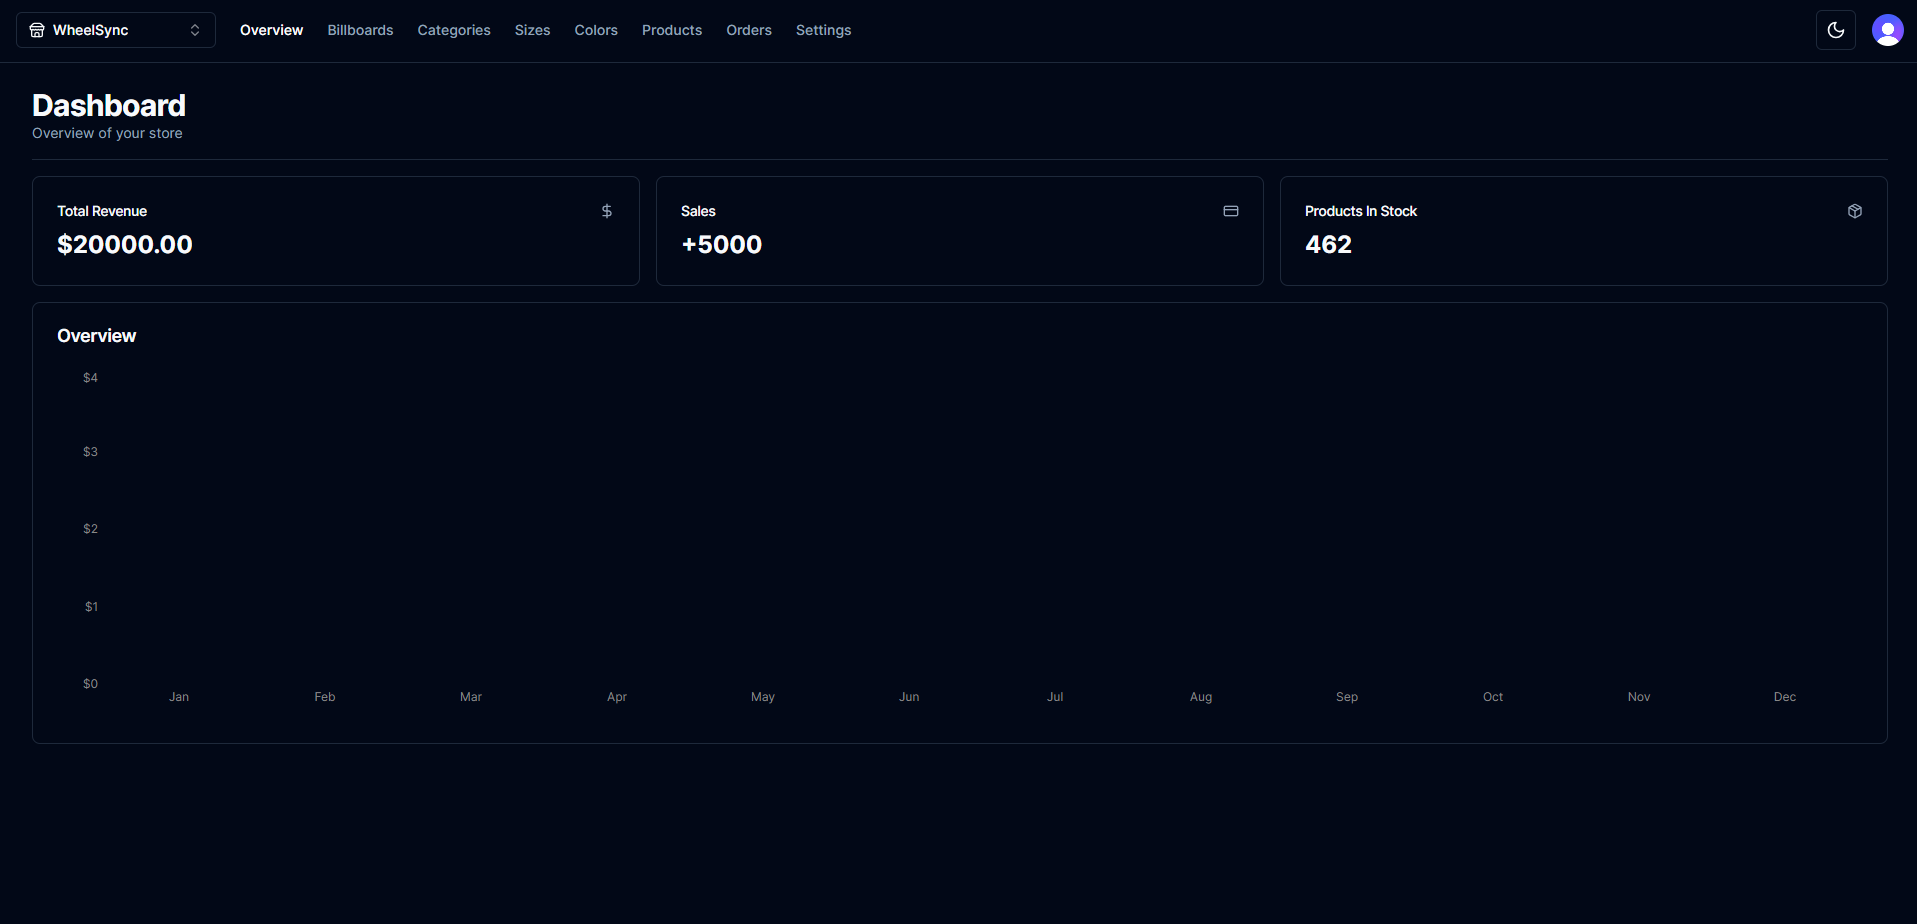 WheelSync Overview Billboards Categories Sizes Colors Products Orders Settings
Dashboard
Overview of your store
Total Revenue
$20000.00
Sales
+5000
Products In Stock
462
Overview
$4
$3
$2
$1
$0
Jan Feb Mar Apr May Jun Jul Aug Sep Oct Nov Dec